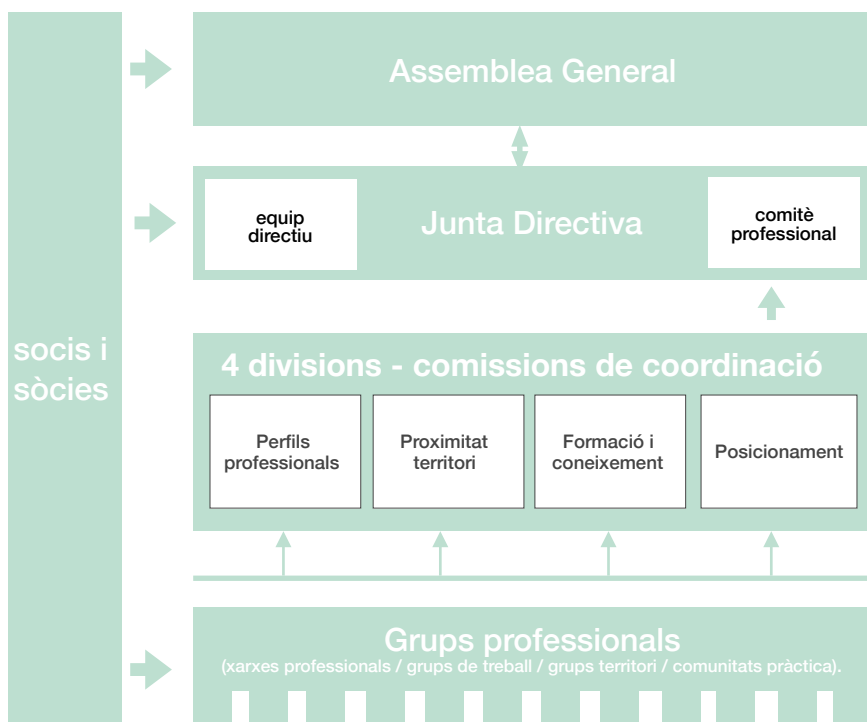 socis i
sòcies
Assemblea General
equip
directiu
Junta Directiva
comitè
professional
4 divisions - comissions de coordinació
Perfils
professionals
Proximitat
territori
Formació i
coneixement
Posicionament
Grups professionals
(xarxes professionals / grups de treball / grups territori / comunitats pràctica).